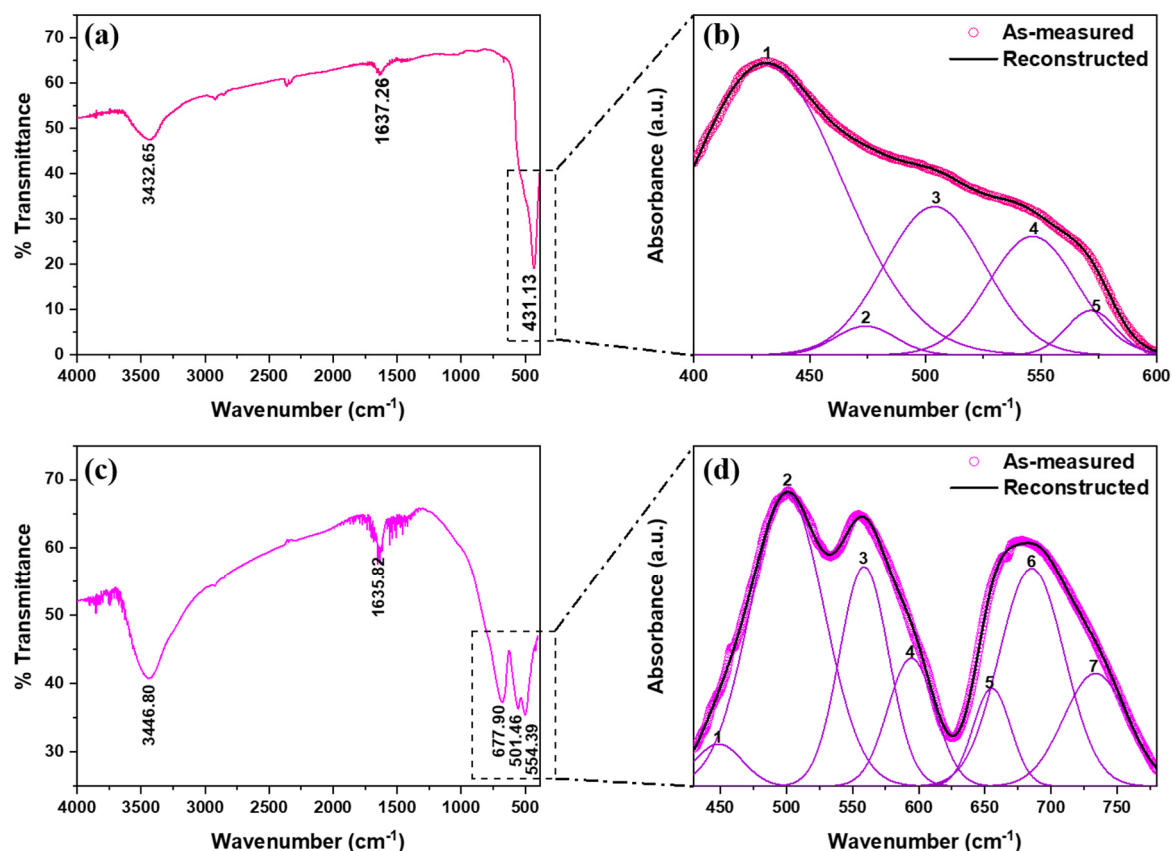 (a)
% Transmittance
70
60
50
40
30
20
10
0
3432.65
1637.26
431.13
4000 3500 3000 2500 2000 1500 1000 500
Wavenumber (cm⁻¹)
(b)
As-measured
Reconstructed
Absorbance (a.u.)
1
2
3
4
5
400 450 500 550 600
Wavenumber (cm⁻¹)
(c)
% Transmittance
70
60
50
40
30
3446.80
1635.82
677.90
501.46
554.39
4000 3500 3000 2500 2000 1500 1000 500
Wavenumber (cm⁻¹)
(d)
As-measured
Reconstructed
Absorbance (a.u.)
1
2
3
4
5
6
7
450 500 550 600 650 700 750
Wavenumber (cm⁻¹)